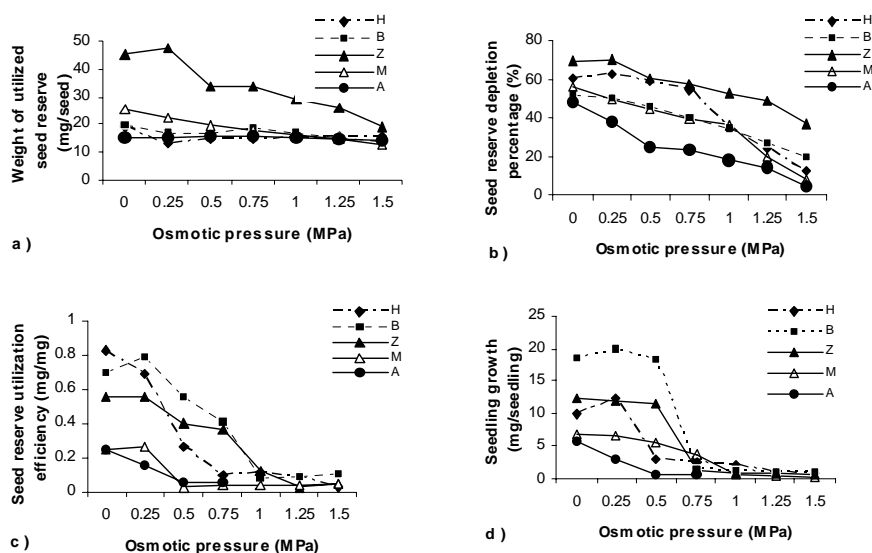 Weight of utilized
seed reserve
(mg/seed)
50
40
30
20
10
0
0 0.25 0.5 0.75 1 1.25 1.5
Osmotic pressure (MPa)
H
B
Z
M
A
a )
Seed reserve depletion
percentage (%)
80
60
40
20
0
0 0.25 0.5 0.75 1 1.25 1.5
Osmotic pressure (MPa)
H
B
Z
M
A
b )
Seed reserve utilization
efficiency (mg/mg)
1
0.8
0.6
0.4
0.2
0
0 0.25 0.5 0.75 1 1.25 1.5
Osmotic pressure (MPa)
H
B
Z
M
A
c )
Seedling growth
(mg/seedling)
25
20
15
10
5
0
0 0.25 0.5 0.75 1 1.25 1.5
Osmotic pressure (MPa)
H
B
Z
M
A
d )